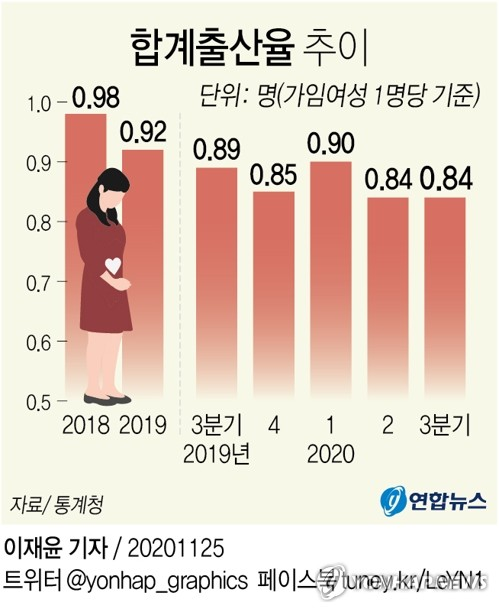 합계출산율 추이
단위: 명(가임여성 1명당 기준)
1.0
0.9
0.8
0.7
0.6
0.5
0.98
0.92
0.89
0.85
0.90
0.84
0.84
2018
2019
3분기
4
1
2
3분기
2019년
2020
자료/ 통계청
연합뉴스
이재윤 기자 / 20201125
트위터 @yonhap_graphics 페이스북 tuney.kr/LeYN1
연합뉴스